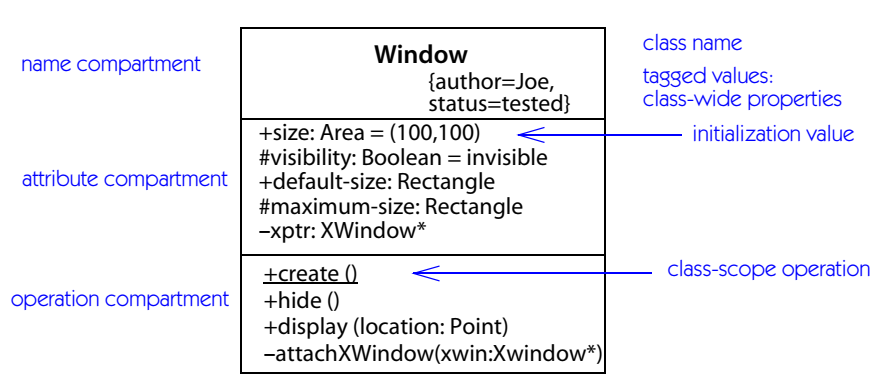 name compartment
Window
{author=Joe,
status=tested}
class name
tagged values:
class-wide properties
attribute compartment
+size: Area = (100,100)
#visibility: Boolean = invisible
+default-size: Rectangle
#maximum-size: Rectangle
–xptr: XWindow*
initialization value
operation compartment
+create ()
+hide ()
+display (location: Point)
–attachXWindow(xwin:Xwindow*)
class-scope operation